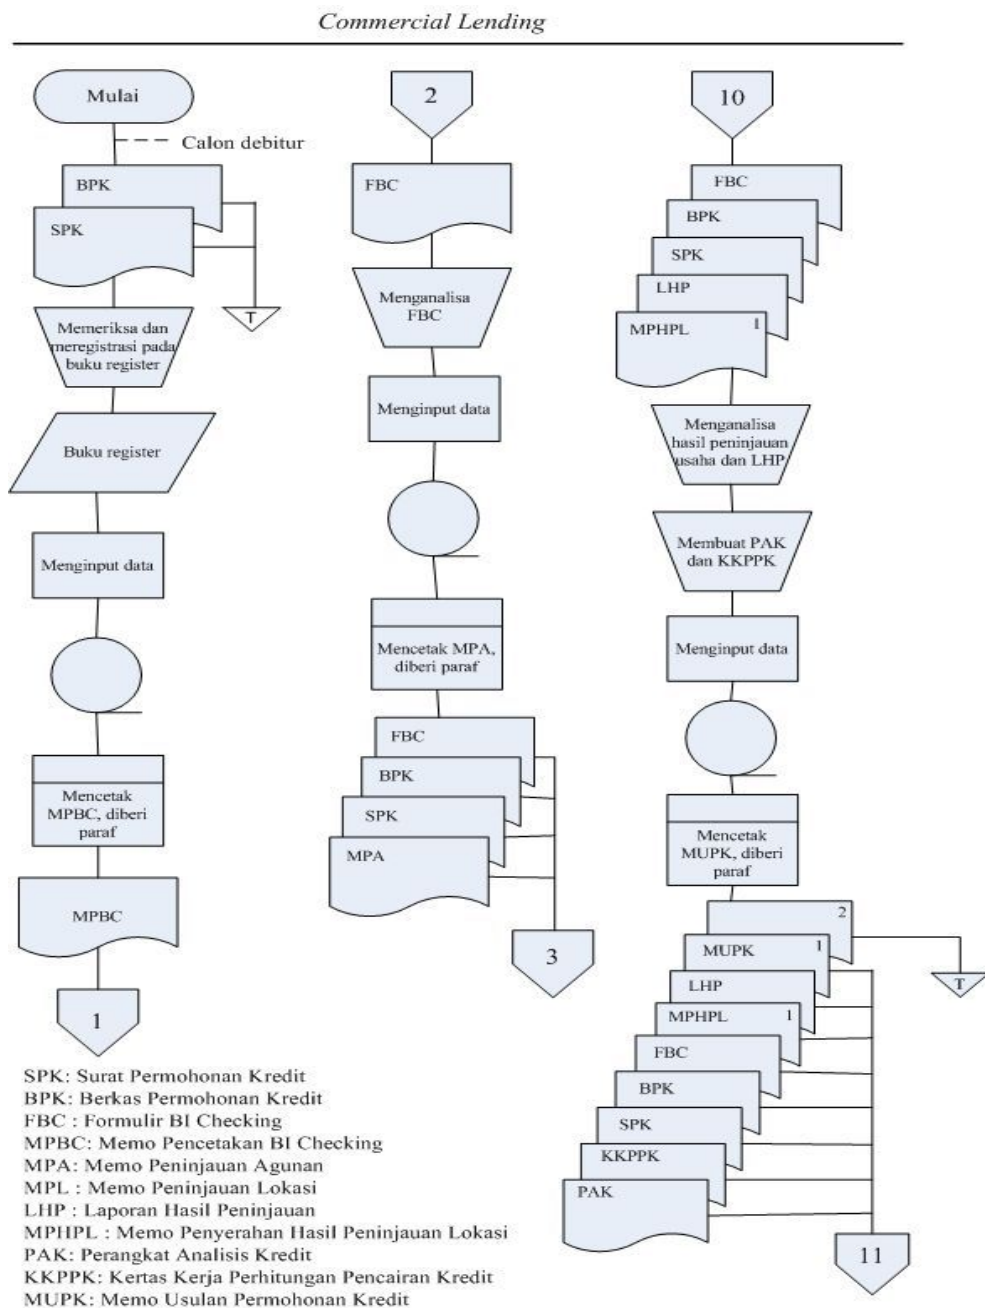 Commercial Lending
Mulai
Calon debitur
BPK
SPK
T
Memeriksa dan
meregistrasi pada
buku register
Buku register
Menginput data
Mencetak
MPBC, diberi
paraf
MPBC
1
2
FBC
Menganalisa
FBC
Menginput data
Mencetak MPA,
diberi paraf
FBC
BPK
SPK
MPA
3
10
FBC
BPK
SPK
LHP
MPHPL 1
Menganalisa
hasil peninjauan
usaha dan LHP
Membuat PAK
dan KKPPK
Menginput data
Mencetak
MUPK, diberi
paraf
2
MUPK 1
T
LHP
MPHPL 1
FBC
BPK
SPK
KKPPK
PAK
11
SPK: Surat Permohonan Kredit
BPK: Berkas Permohonan Kredit
FBC : Formulir BI Checking
MPBC: Memo Pencetakan BI Checking
MPA: Memo Peninjauan Agunan
MPL : Memo Peninjauan Lokasi
LHP : Laporan Hasil Peninjauan
MPHPL : Memo Penyerahan Hasil Peninjauan Lokasi
PAK: Perangkat Analisis Kredit
KKPPK: Kertas Kerja Perhitungan Pencairan Kredit
MUPK: Memo Usulan Permohonan Kredit